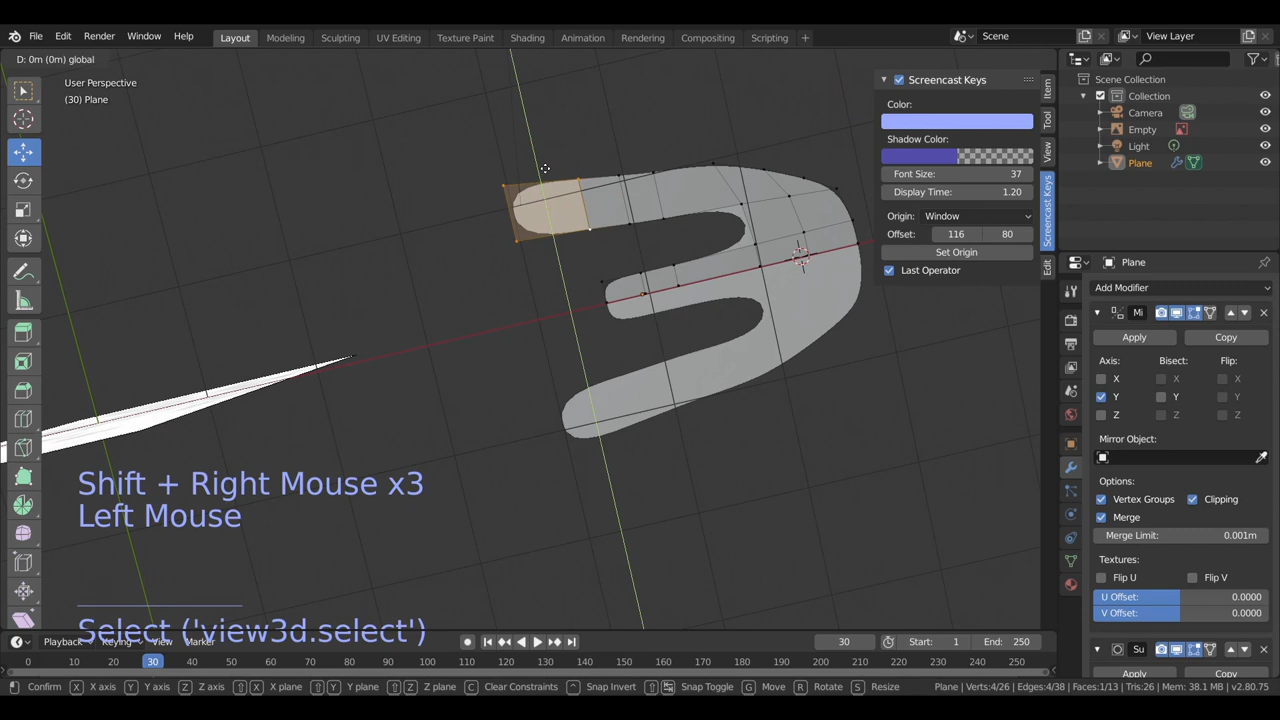 File Edit Render Window Help Layout Modeling Sculpting UV Editing Texture Paint Shading Animation Rendering Compositing Scripting + Scene View Layer
D: 0m (0m) global
User Perspective
(30) Plane
Screencast Keys
Color:
Shadow Color:
Font Size: 37
Display Time: 1.20
Origin: Window
Offset: 116 80
Set Origin
Last Operator
Item
Tool
View
Screencast Keys
Edit
Scene Collection
Collection
Camera
Empty
Light
Plane
Plane
Add Modifier
Mi
Apply Copy
Axis: Bisect: Flip:
X X X
Y Y Y
Z Z Z
Mirror Object:
Options:
Vertex Groups Clipping
Merge
Merge Limit: 0.001m
Textures:
Flip U Flip V
U Offset: 0.0000
V Offset: 0.0000
Su
Apply Copy
Shift + Right Mouse x3
Left Mouse
Select ('view3d.select')
Playback Keying View Marker 30 Start: 1 End: 250
0 10 20 30 40 50 60 70 80 90 100 110 120 130 140 150 160 170 180 190 200 210 220 230 240 250
Confirm X X axis Y Y axis Z Z axis X X plane Y Y plane Z Z plane C Clear Constraints Snap Invert Snap Toggle G Move R Rotate S Resize Plane | Verts:4/26 | Edges:4/38 | Faces:1/13 | Tris:26 | Mem: 38.1 MB | v2.80.75